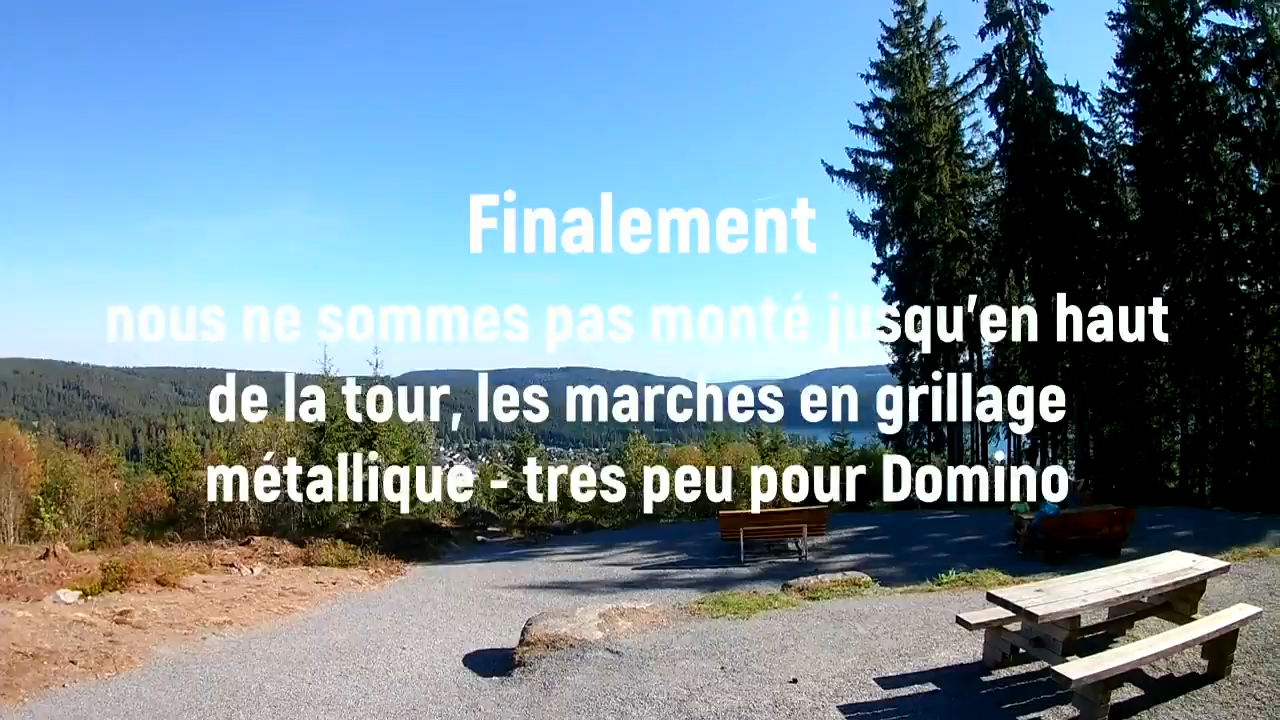 Finalement
nous ne sommes pas monté jusqu'en haut
de la tour, les marches en grillage
métallique - tres peu pour Domino